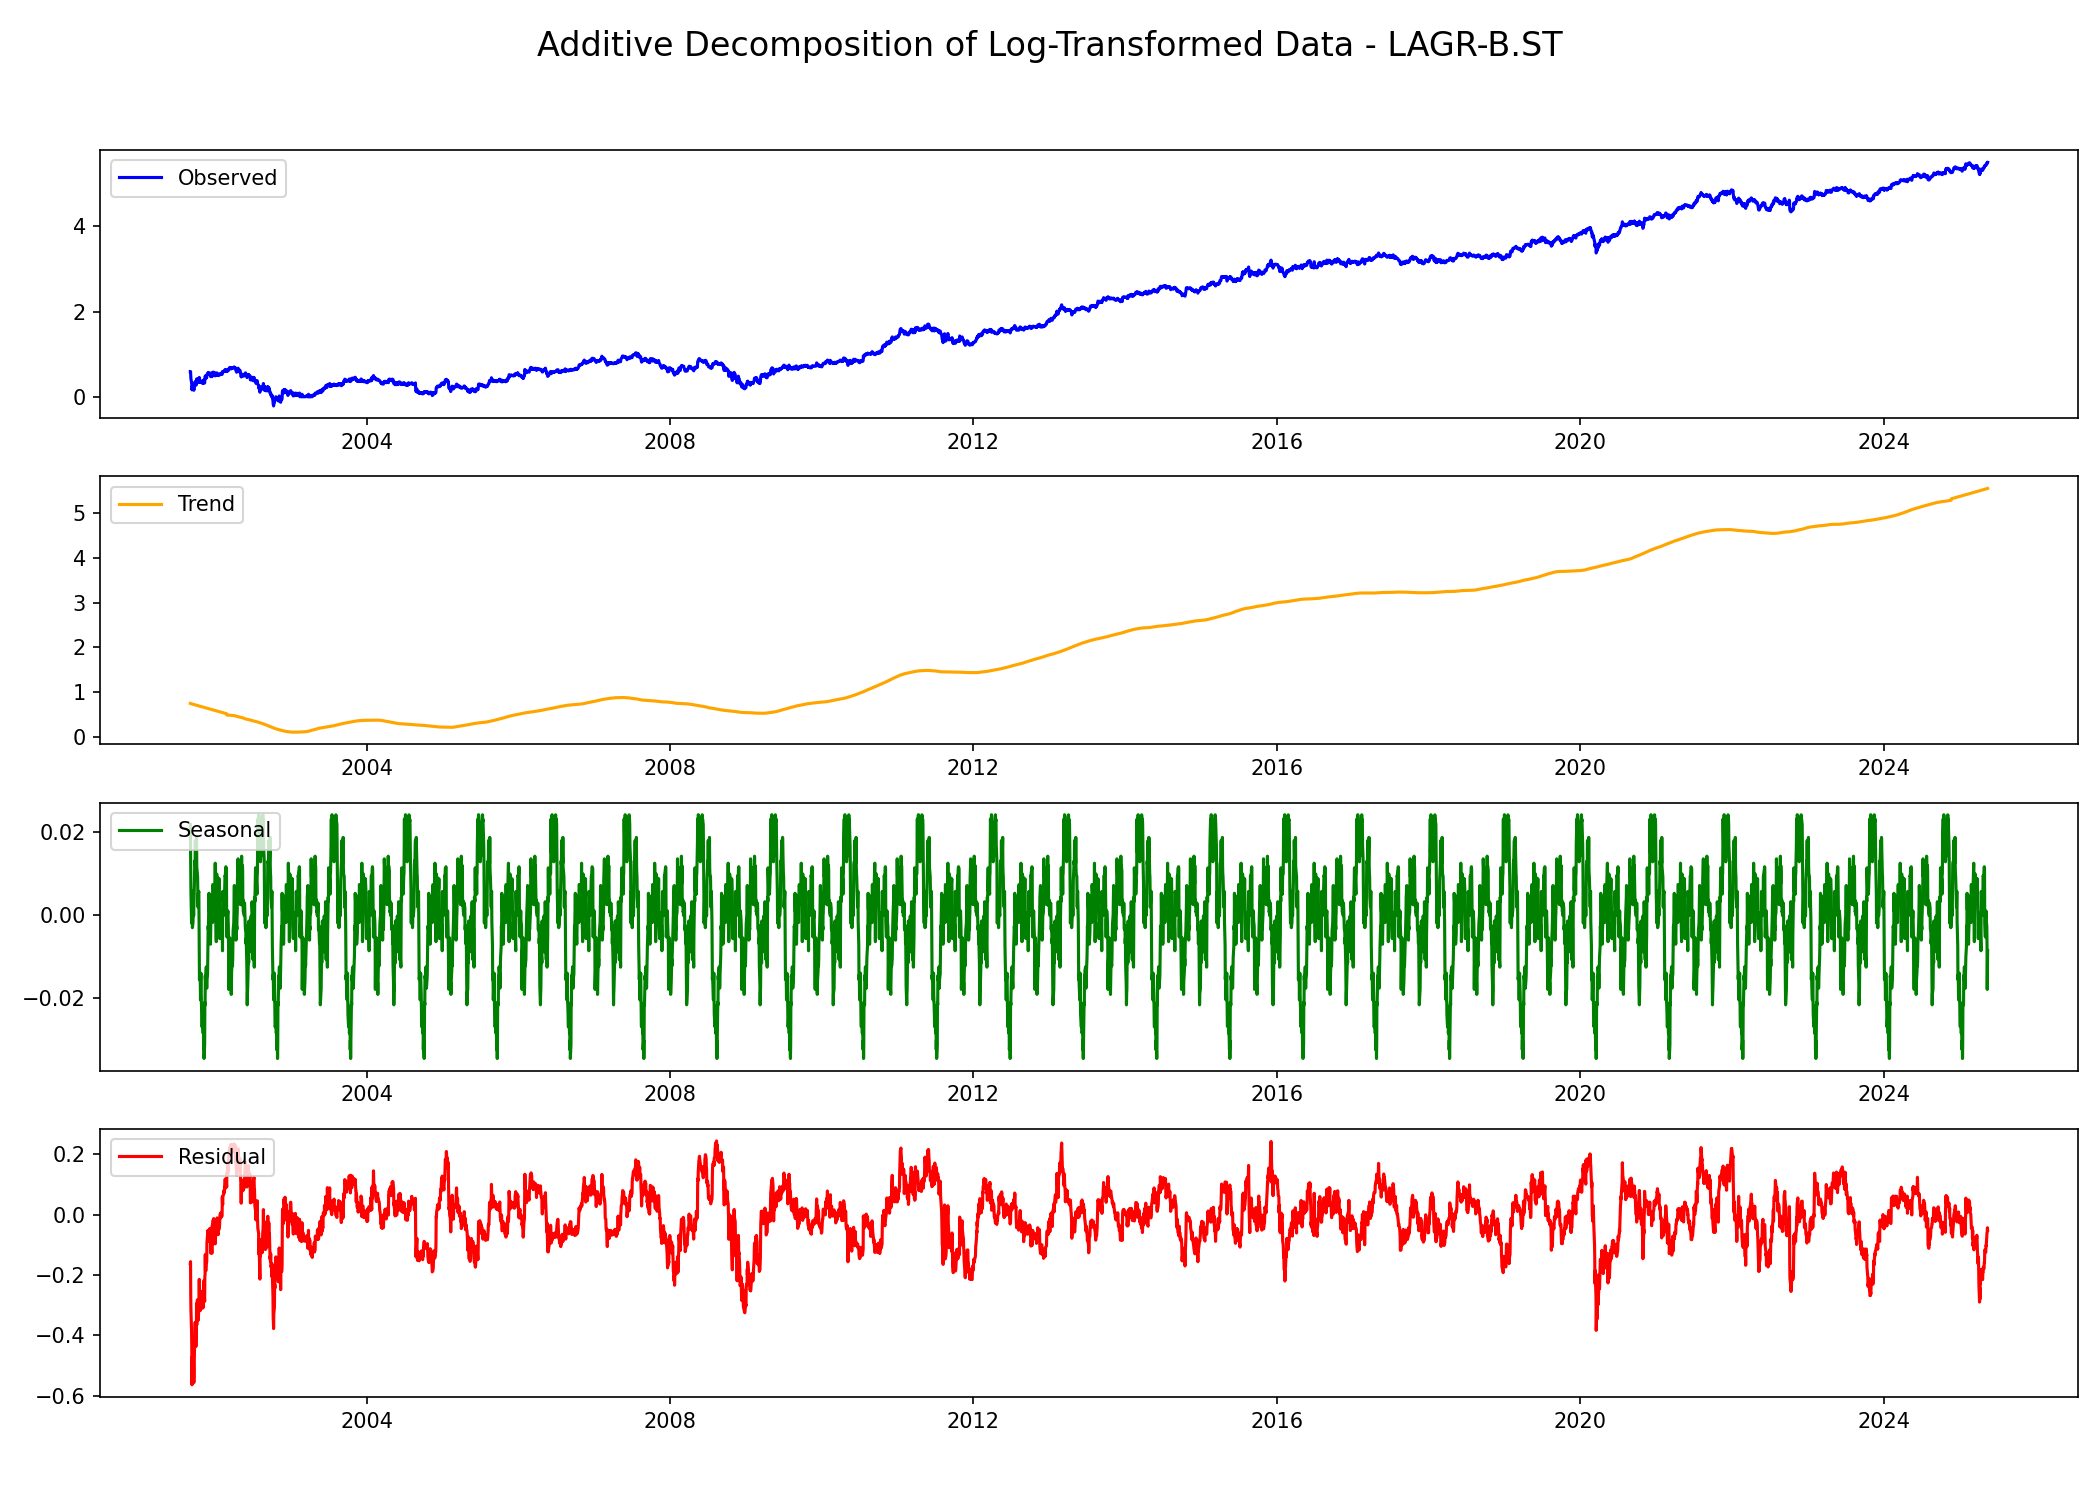 Additive Decomposition of Log-Transformed Data - LAGR-B.ST
Observed
4
2
0
2004 2008 2012 2016 2020 2024
Trend
5
4
3
2
1
0
2004 2008 2012 2016 2020 2024
Seasonal
0.02
0.00
−0.02
2004 2008 2012 2016 2020 2024
Residual
0.2
0.0
−0.2
−0.4
−0.6
2004 2008 2012 2016 2020 2024